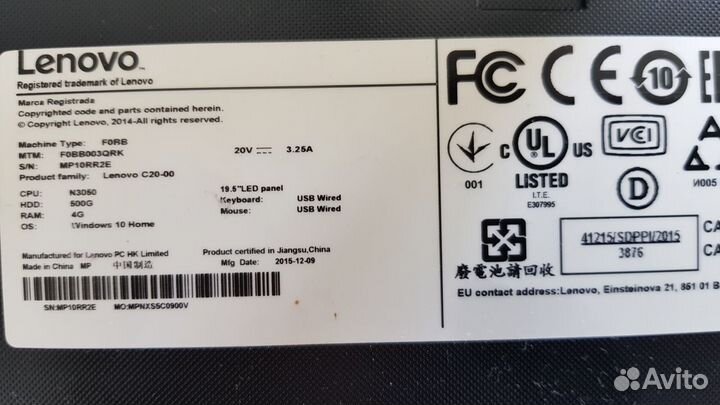 Lenovo
Registered trademark of Lenovo
Marca Registrada
Copyrighted code and parts contained herein.
© Copyright Lenovo, 2014-All rights reserved.
Machine Type: F0BB
MTM: F0BB003QRK
S/N: MP10RR2E
Product family: Lenovo C20-00
20V 3.25A
CPU: N3050
HDD: 500G
RAM: 4G
OS: Windows 10 Home
19.5"LED panel
Keyboard: USB Wired
Mouse: USB Wired
Manufactured for Lenovo PC HK Limited
Made in China MP 中国制造
Product certified in Jiangsu,China
Mfg Date: 2015-12-09
SN:MP10RR2E MO:MPNXS5C0900V
FC CE 10
001
C UL US
LISTED
I.T.E.
E307995
VCI
D
И005
廢電池請回收
41215/SDPPI/2015
3876
CA
CA
EU contact address:Lenovo, Einsteinova 21, 851 01 B
Avito